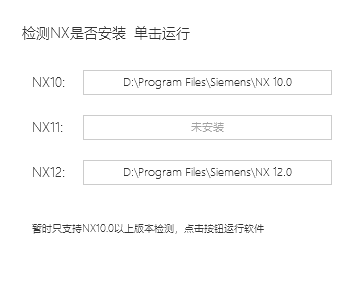 检测NX是否安装 单击运行
NX10: D:\Program Files\Siemens\NX 10.0
NX11: 未安装
NX12: D:\Program Files\Siemens\NX 12.0
暂时只支持NX10.0以上版本检测，点击按钮运行软件